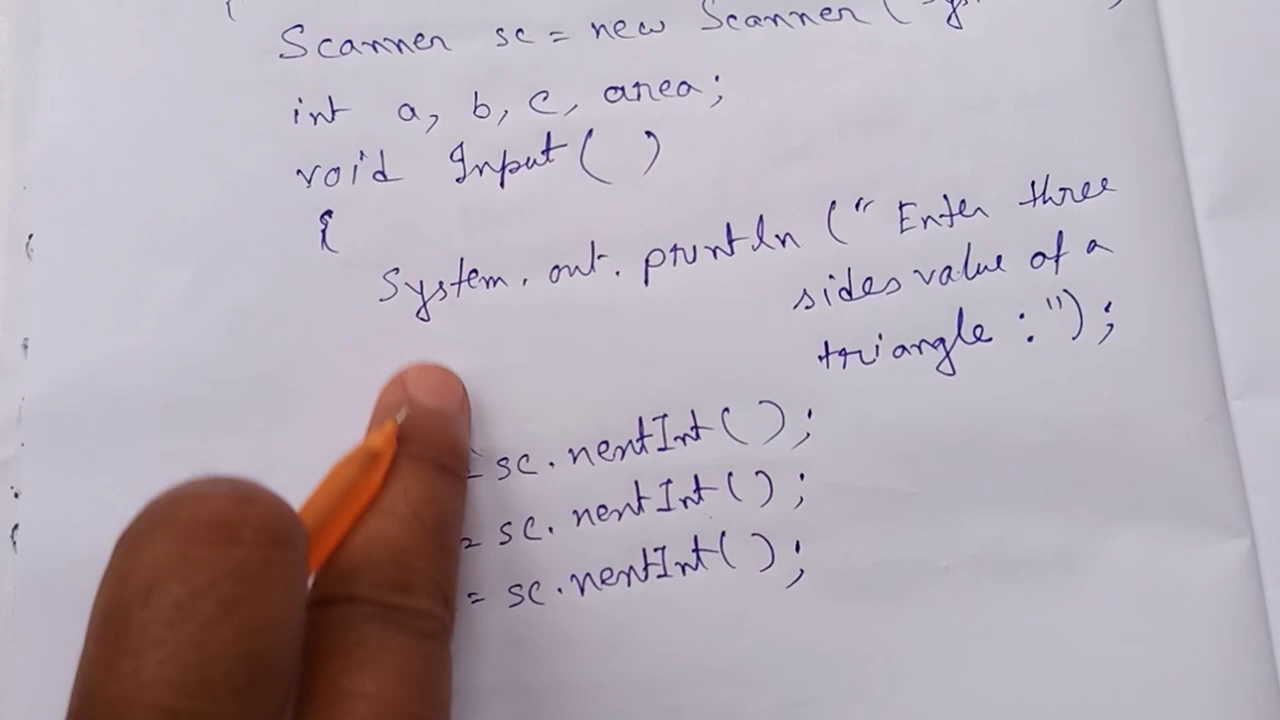 Scanner sc = new Scanner (
int a, b, c, area;
void Input( )
{
System.out.println (" Enter three
sides value of a
triangle :");
= sc.nextInt( );
= sc.nextInt( );
= sc.nextInt( );